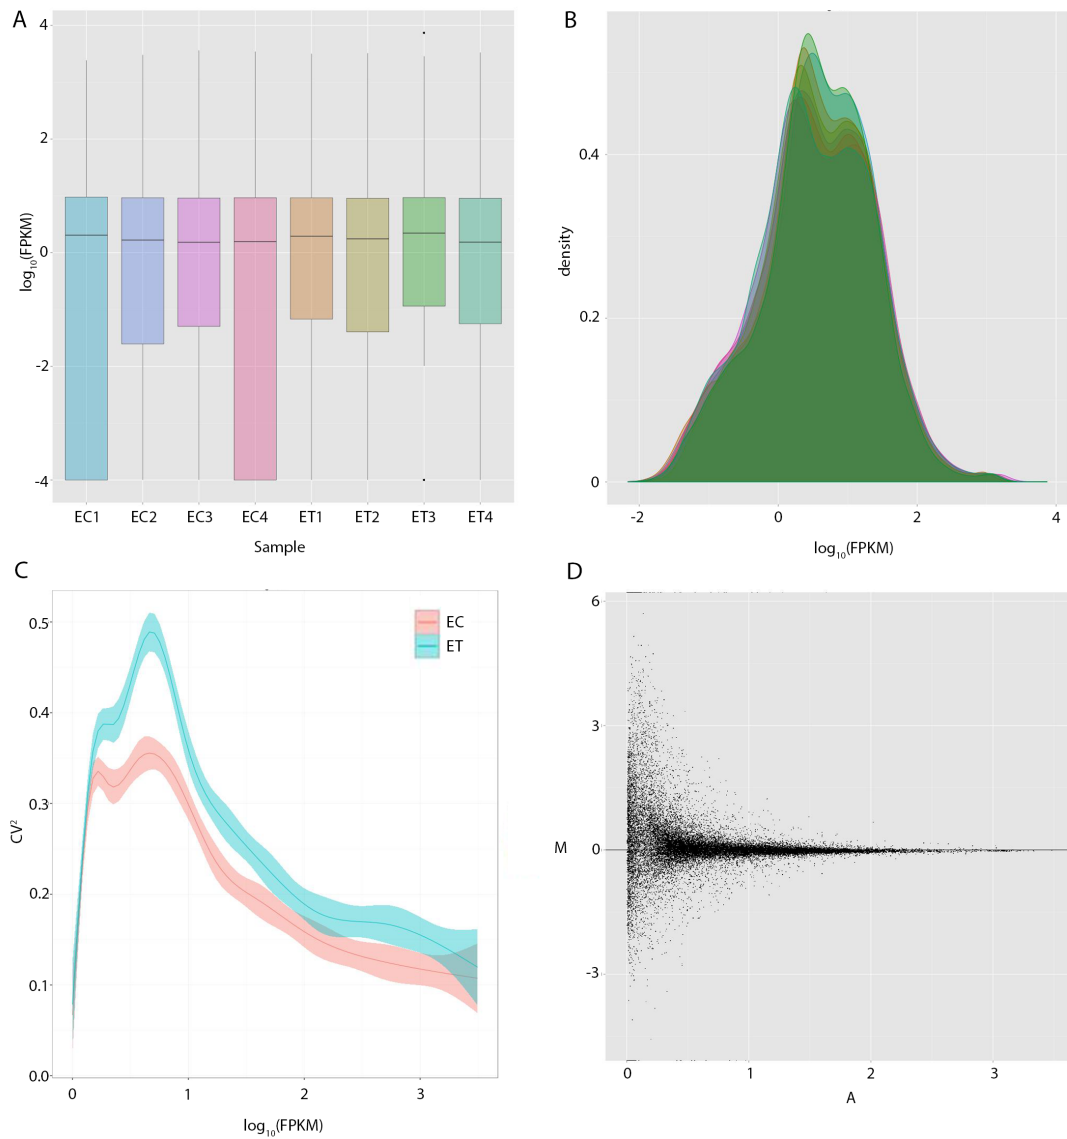 A
4
2
0
-2
-4
log10(FPKM)
EC1 EC2 EC3 EC4 ET1 ET2 ET3 ET4
Sample
B
0.4
0.2
0
density
-2 0 2 4
log10(FPKM)
C
0.5
0.4
0.3
0.2
0.1
0.0
CV²
EC
ET
0 1 2 3
log10(FPKM)
D
6
3
0
-3
M
0 1 2 3
A